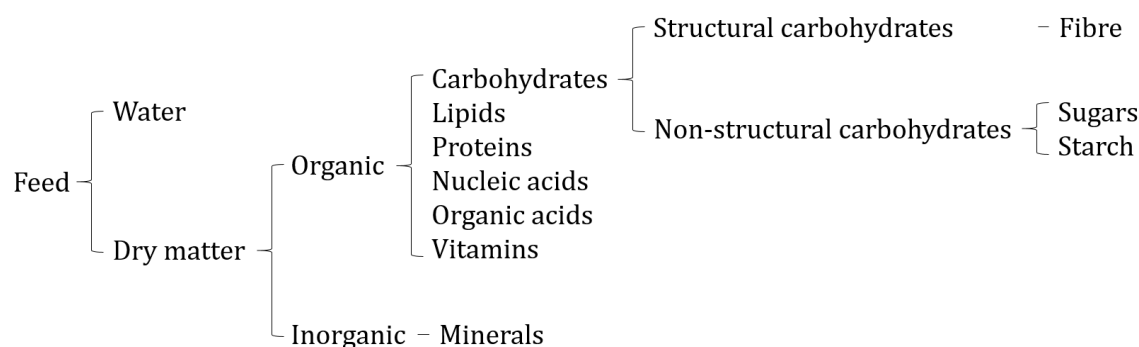 Structural carbohydrates – Fibre
Carbohydrates
Water
Lipids
Sugars
Non-structural carbohydrates
Proteins
Starch
Organic
Feed
Nucleic acids
Organic acids
Dry matter
Vitamins
Inorganic – Minerals